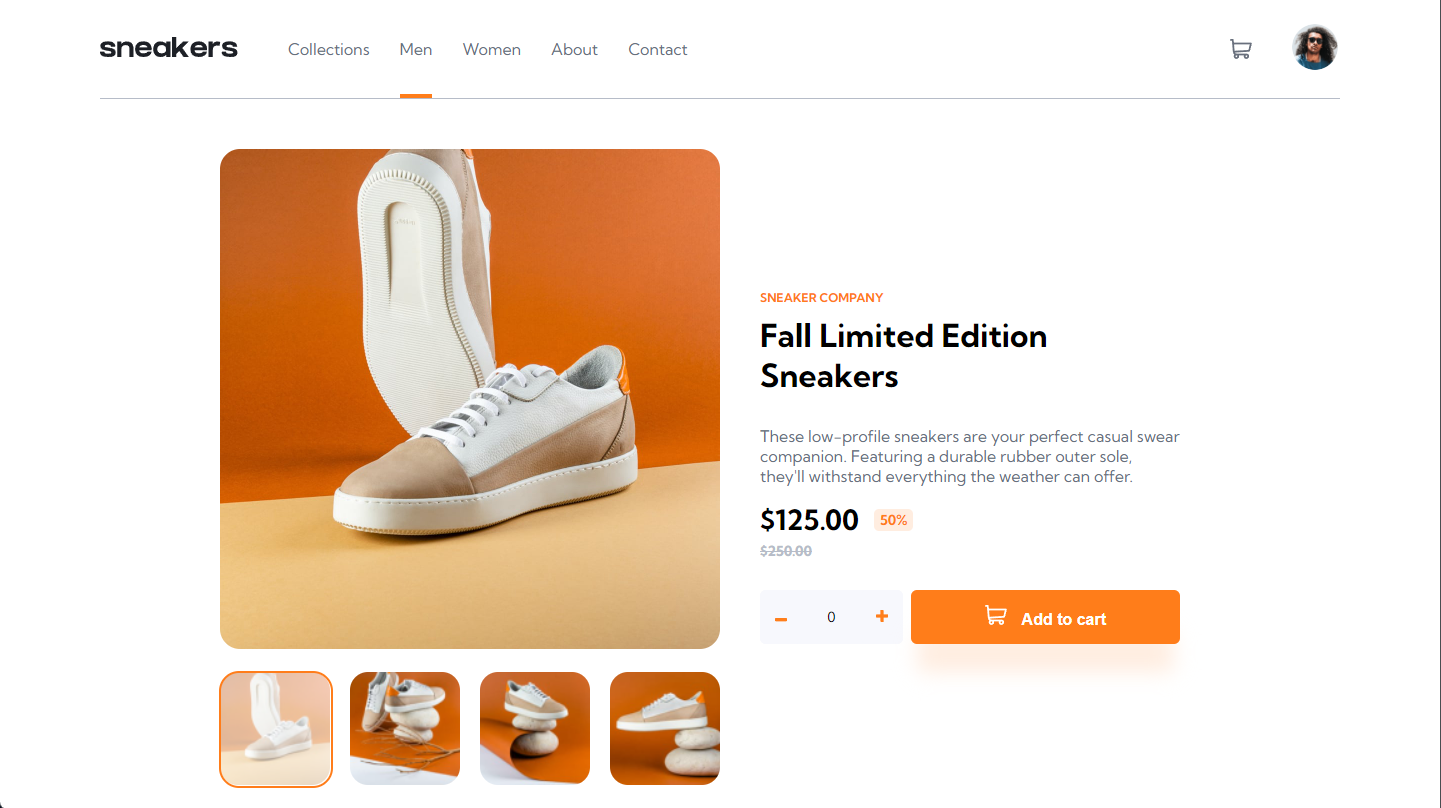 sneakers
Collections Men Women About Contact
SNEAKER COMPANY
Fall Limited Edition
Sneakers
These low-profile sneakers are your perfect casual swear
companion. Featuring a durable rubber outer sole,
they'll withstand everything the weather can offer.
$125.00 50%
$250.00
0
Add to cart